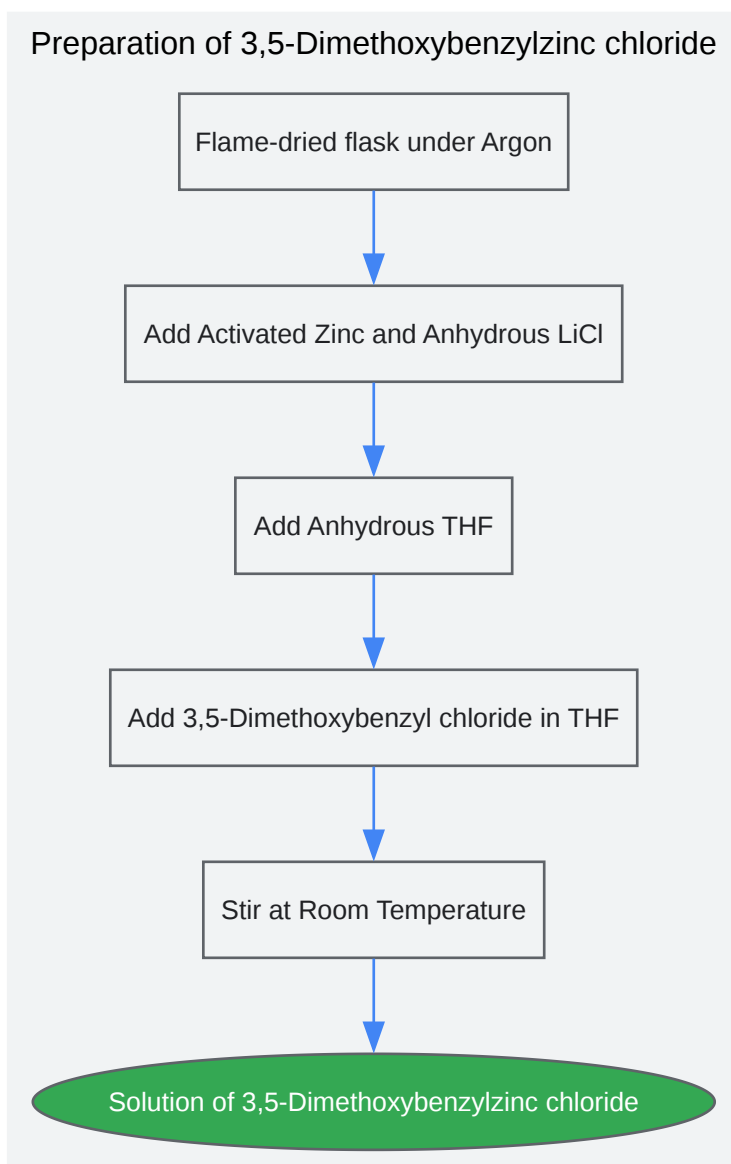 Preparation of 3,5-Dimethoxybenzylzinc chloride
Flame-dried flask under Argon
Add Activated Zinc and Anhydrous LiCl
Add Anhydrous THF
Add 3,5-Dimethoxybenzyl chloride in THF
Stir at Room Temperature
Solution of 3,5-Dimethoxybenzylzinc chloride